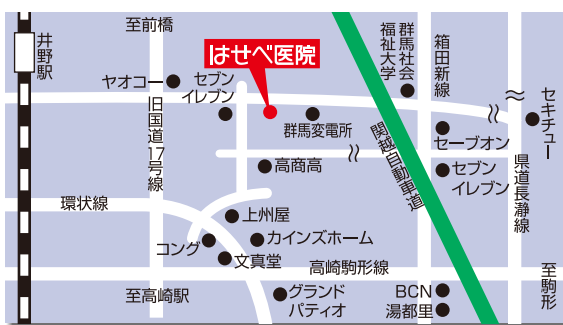 至前橋
井野駅
はせべ医院
群馬社会
福祉大学
箱田新線
ヤオコー
セブン
イレブン
旧国道17号線
群馬変電所
セキチュー
セーブオン
関越自動車道
高商高
セブン
イレブン
県道長瀞線
環状線
上州屋
コング
カインズホーム
文真堂
高崎駒形線
至駒形
至高崎駅
グランド
パティオ
BCN
湯都里